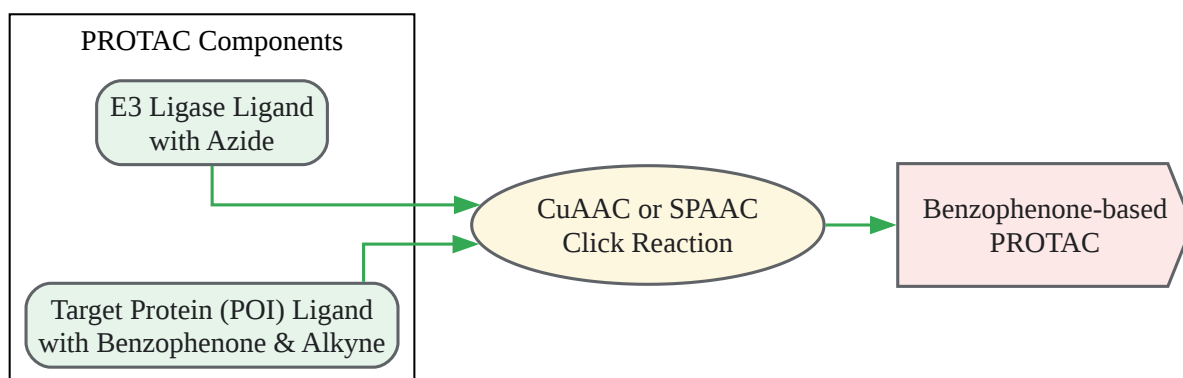 PROTAC Components
E3 Ligase Ligand
with Azide
Target Protein (POI) Ligand
with Benzophenone & Alkyne
CuAAC or SPAAC
Click Reaction
Benzophenone-based
PROTAC